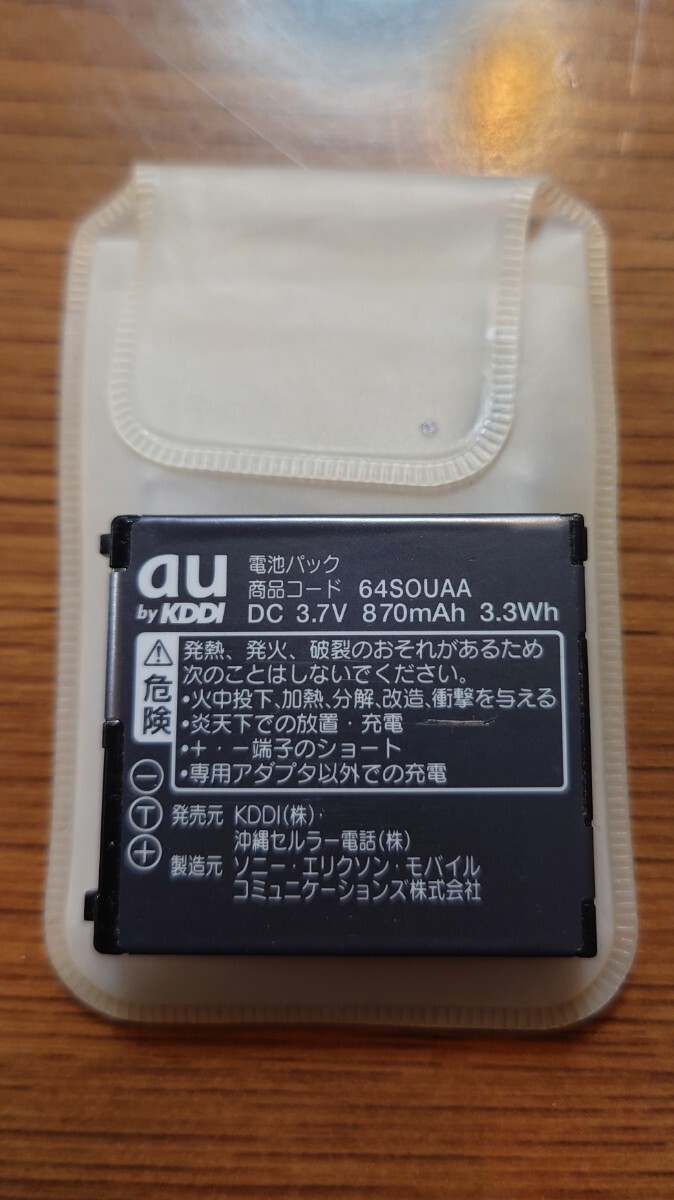 au
by KDDI
電池パック
商品コード 64SOUAA
DC 3.7V 870mAh 3.3Wh
危険
発熱、発火、破裂のおそれがあるため
次のことはしないでください。
・火中投下、加熱、分解、改造、衝撃を与える
・炎天下での放置・充電
・＋・－端子のショート
・専用アダプタ以外での充電
－
T
＋
発売元 KDDI(株)・
沖縄セルラー電話(株)
製造元 ソニー・エリクソン・モバイル
コミュニケーションズ株式会社